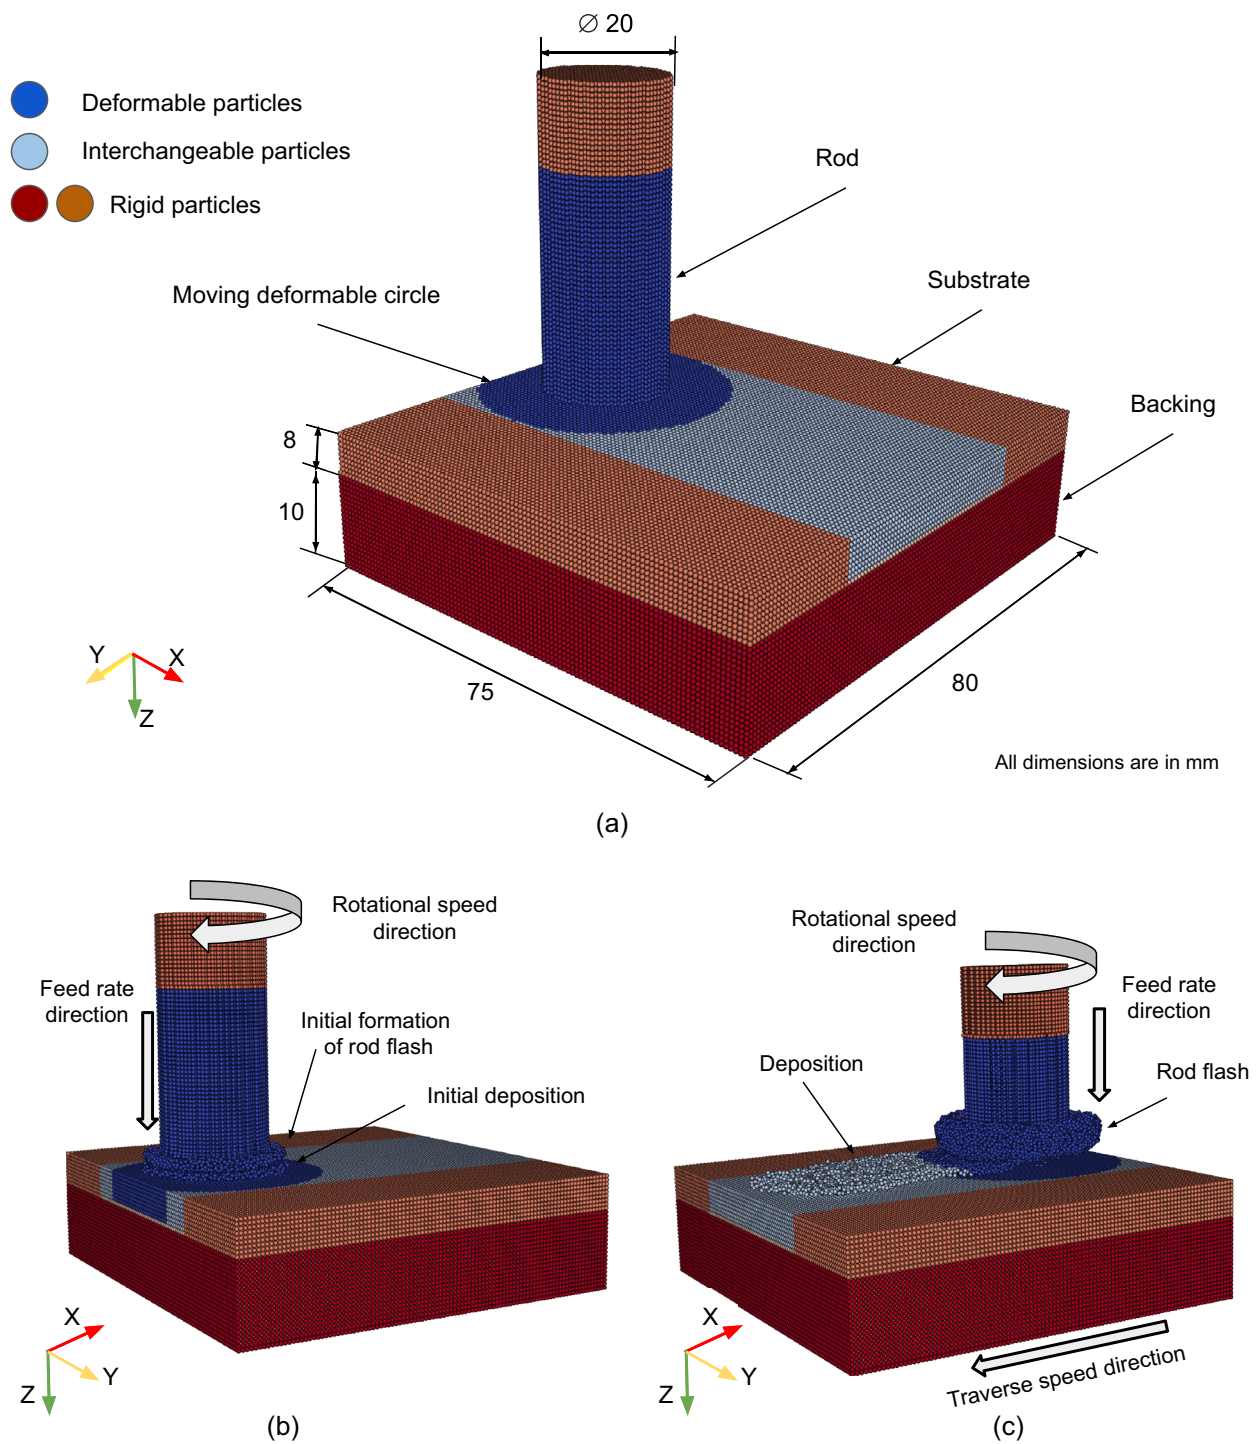 ∅ 20
Deformable particles
Interchangeable particles
Rigid particles
Rod
Moving deformable circle
Substrate
Backing
8
10
Y
X
Z
75
80
All dimensions are in mm
(a)
Rotational speed
direction
Feed rate
direction
Initial formation
of rod flash
Initial deposition
X
Y
Z
(b)
Rotational speed
direction
Feed rate
direction
Deposition
Rod flash
X
Y
Z
Traverse speed direction
(c)